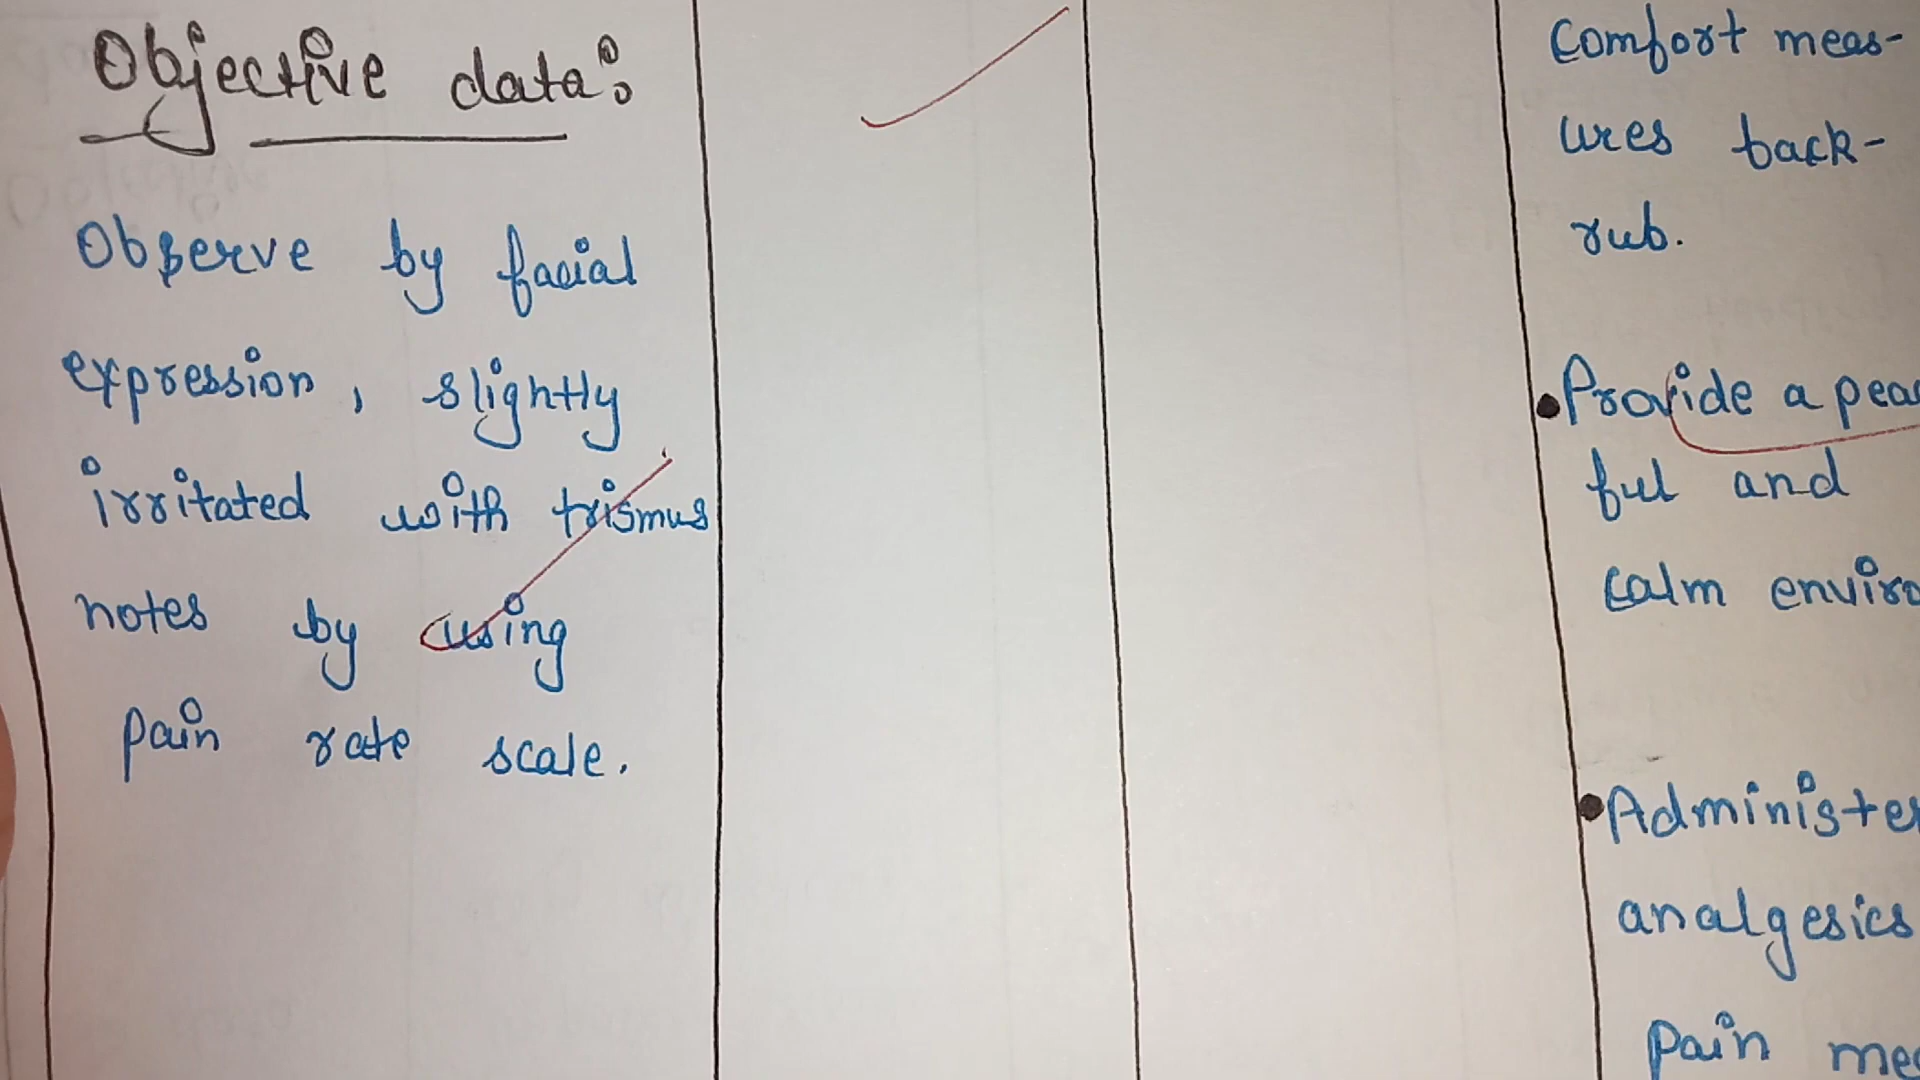 Objective data:
Observe by facial
expression, slightly
irritated with trismus
notes by using
pain rate scale.
Comfort meas-
ures back-
rub.
Provide a pea
ful and
calm enviro
Administer
analgesics
pain me